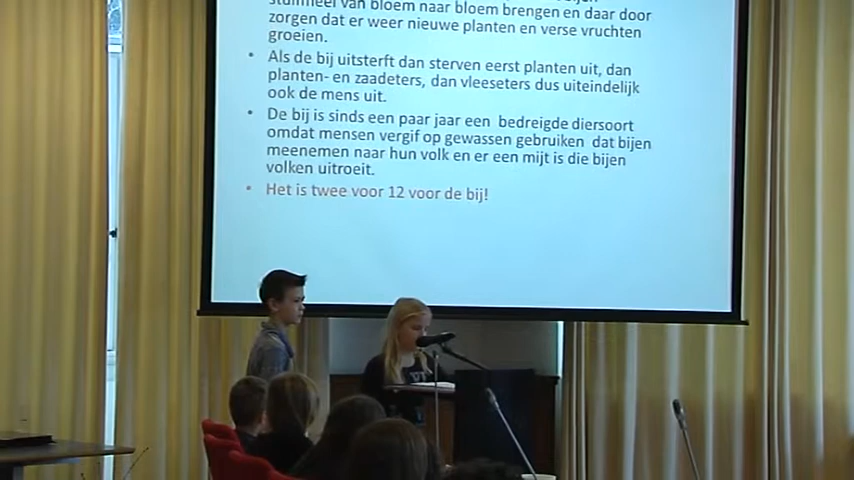 stuifmeel van bloem naar bloem brengen en daar door
zorgen dat er weer nieuwe planten en verse vruchten
groeien.
• Als de bij uitsterft dan sterven eerst planten uit, dan
planten- en zaadeters, dan vleeseters dus uiteindelijk
ook de mens uit.
• De bij is sinds een paar jaar een bedreigde diersoort
omdat mensen vergif op gewassen gebruiken dat bijen
meenemen naar hun volk en er een mijt is die bijen
volken uitroeit.
• Het is twee voor 12 voor de bij!